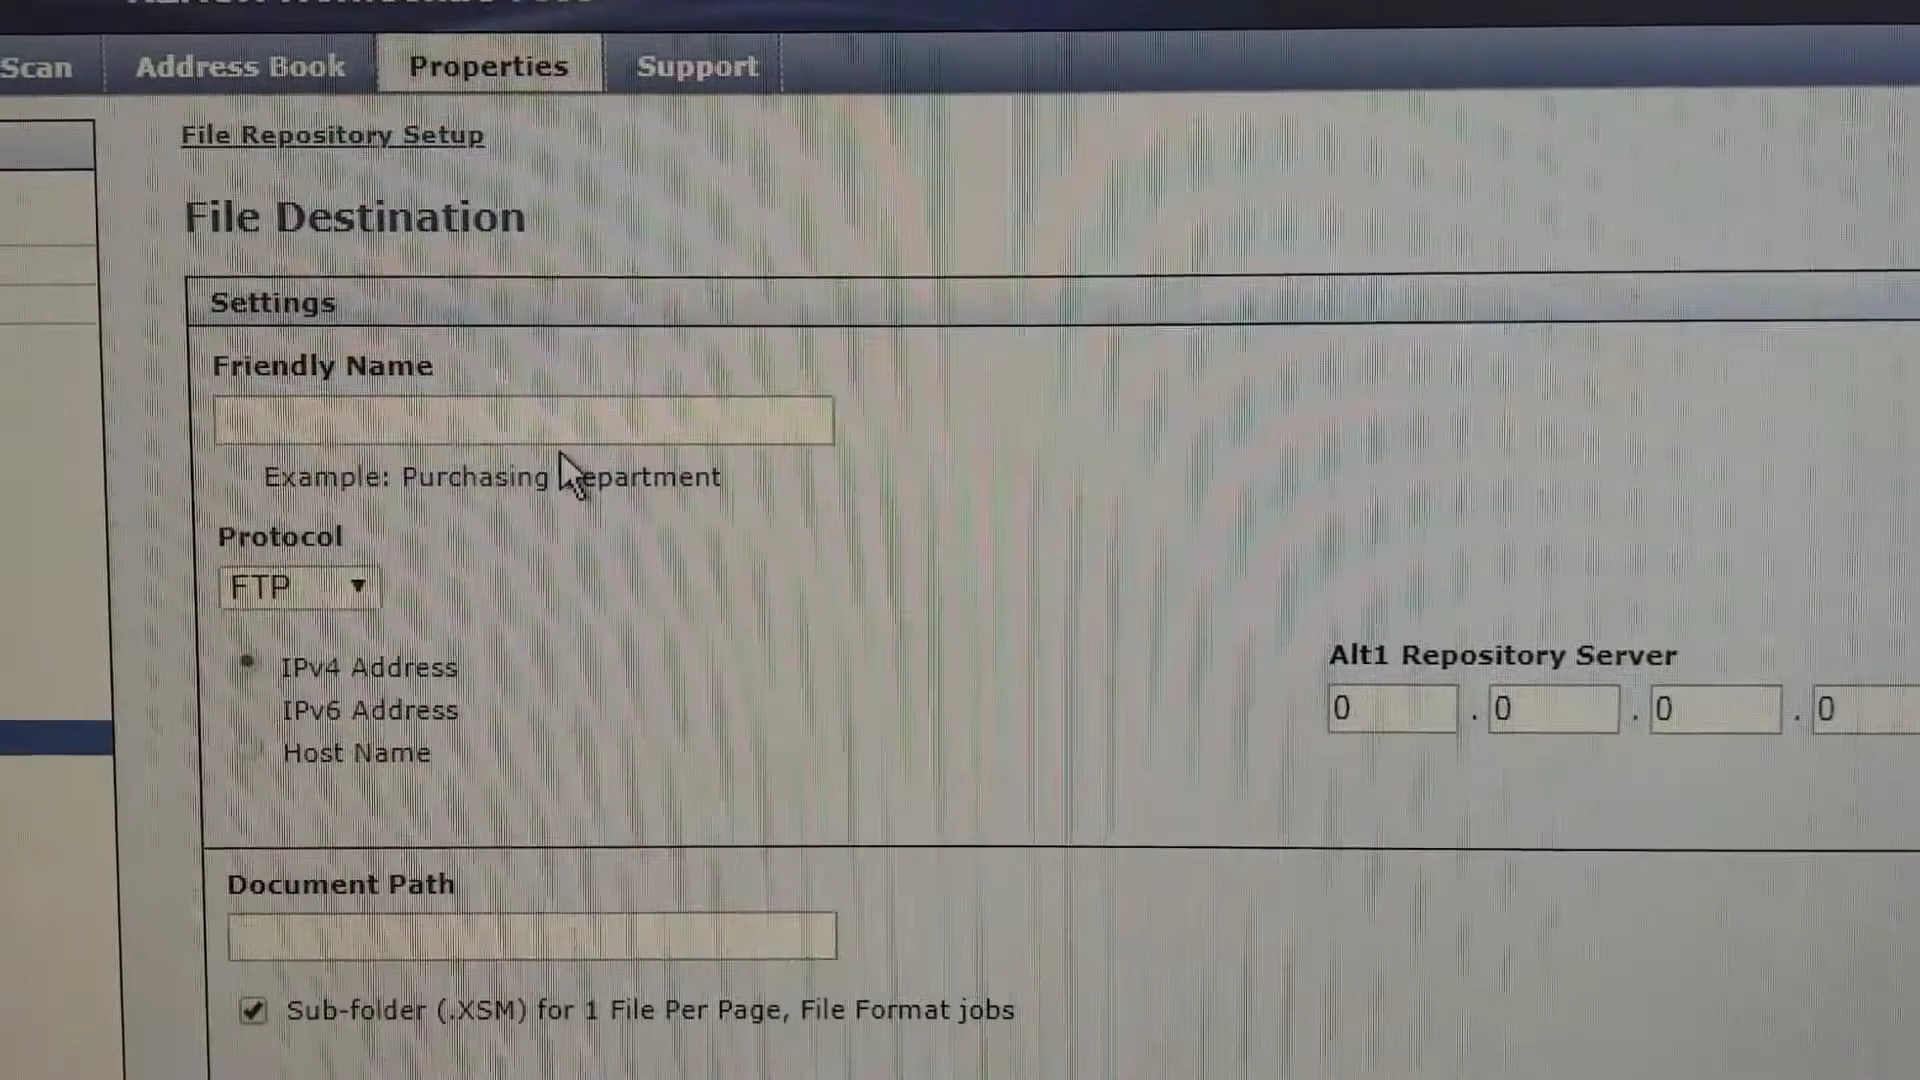 Scan Address Book Properties Support
File Repository Setup
File Destination
Settings
Friendly Name
Example: Purchasing epartment
Protocol
FTP
IPv4 Address
IPv6 Address
Host Name
Alt1 Repository Server
0 . 0 . 0 . 0
Document Path
Sub-folder (.XSM) for 1 File Per Page, File Format jobs